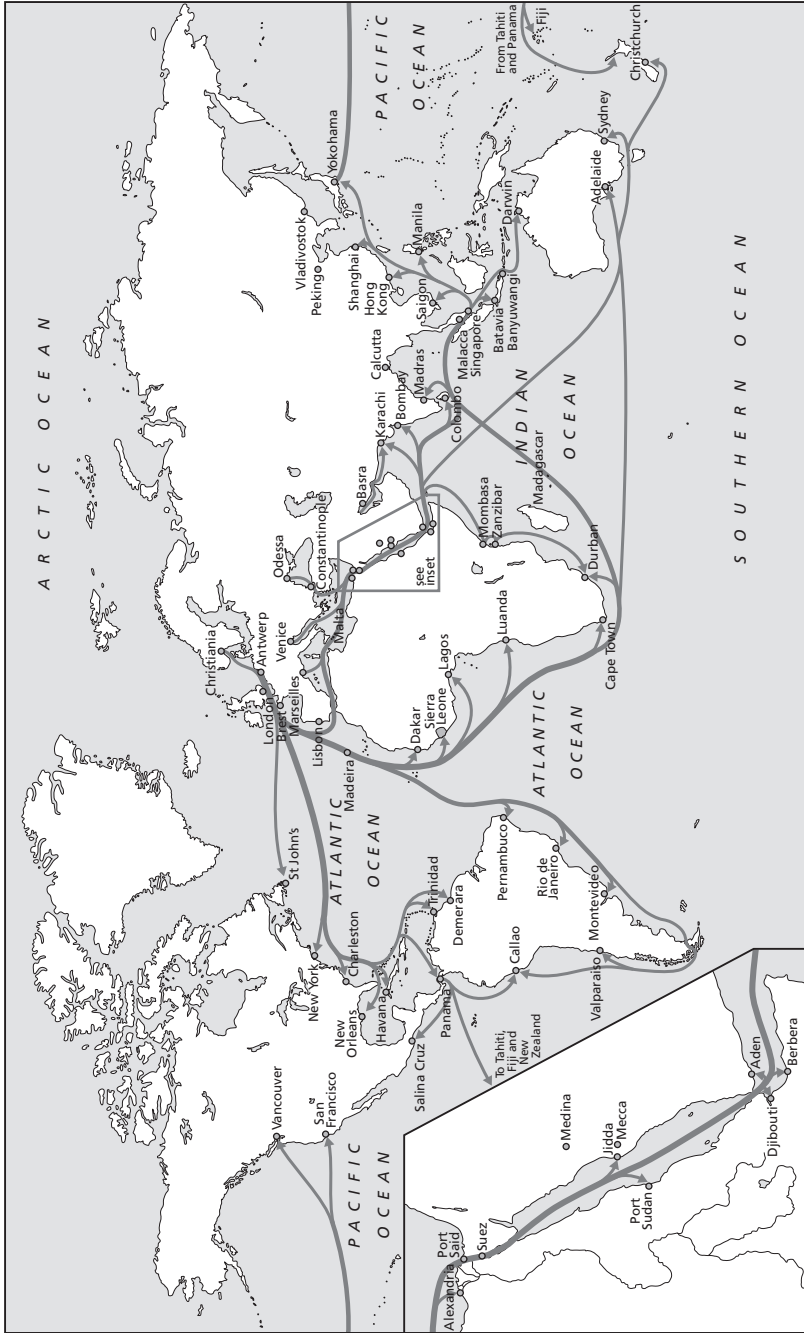 ARCTIC OCEAN
PACIFIC
OCEAN
Vancouver
San
Francisco
New York
Charleston
New
Orleans
Havana
Salina Cruz
Panama
Trinidad
Demerara
To Tahiti,
Fiji and
New
Zealand
Callao
Valparaiso
Pernambuco
Rio de
Janeiro
Montevideo
St John's
ATLANTIC
OCEAN
Christiania
Antwerp
London
Brest
Marseilles
Lisbon
Madeira
Venice
Malta
Odessa
Constantinople
see
inset
Dakar
Sierra
Leone
Lagos
Luanda
Cape Town
Durban
Mombasa
Zanzibar
Madagascar
ATLANTIC
OCEAN
Basra
Karachi
Bombay
Calcutta
Madras
Colombo
INDIAN
OCEAN
Vladivostok
Peking
Yokohama
Shanghai
Hong
Kong
Manila
Saigon
Malacca
Singapore
Batavia
Banyuwangi
Darwin
Adelaide
Sydney
Christchurch
From Tahiti
and Panama
Fiji
PACIFIC
OCEAN
SOUTHERN OCEAN
Alexandria
Port
Said
Suez
Medina
Jidda
Mecca
Port
Sudan
Aden
Djibouti
Berbera